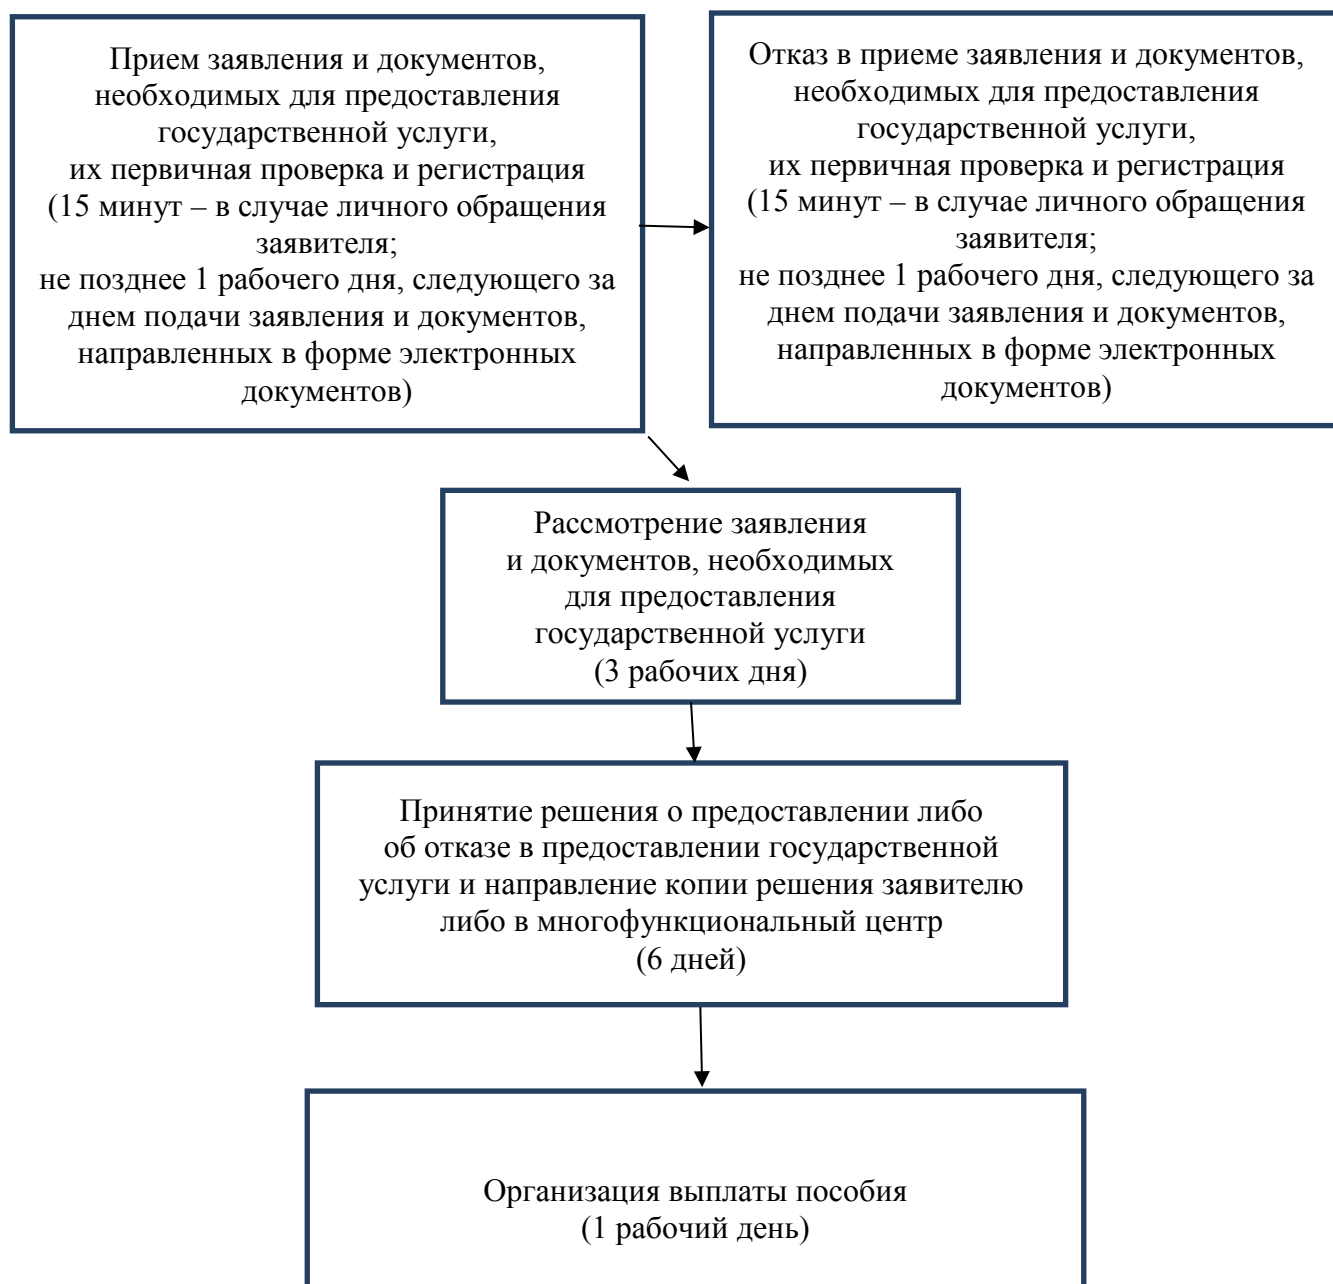 Прием заявления и документов,
необходимых для предоставления
государственной услуги,
их первичная проверка и регистрация
(15 минут – в случае личного обращения
заявителя;
не позднее 1 рабочего дня, следующего за
днем подачи заявления и документов,
направленных в форме электронных
документов)
Отказ в приеме заявления и документов,
необходимых для предоставления
государственной услуги,
их первичная проверка и регистрация
(15 минут – в случае личного обращения
заявителя;
не позднее 1 рабочего дня, следующего за
днем подачи заявления и документов,
направленных в форме электронных
документов)
Рассмотрение заявления
и документов, необходимых
для предоставления
государственной услуги
(3 рабочих дня)
Принятие решения о предоставлении либо
об отказе в предоставлении государственной
услуги и направление копии решения заявителю
либо в многофункциональный центр
(6 дней)
Организация выплаты пособия
(1 рабочий день)